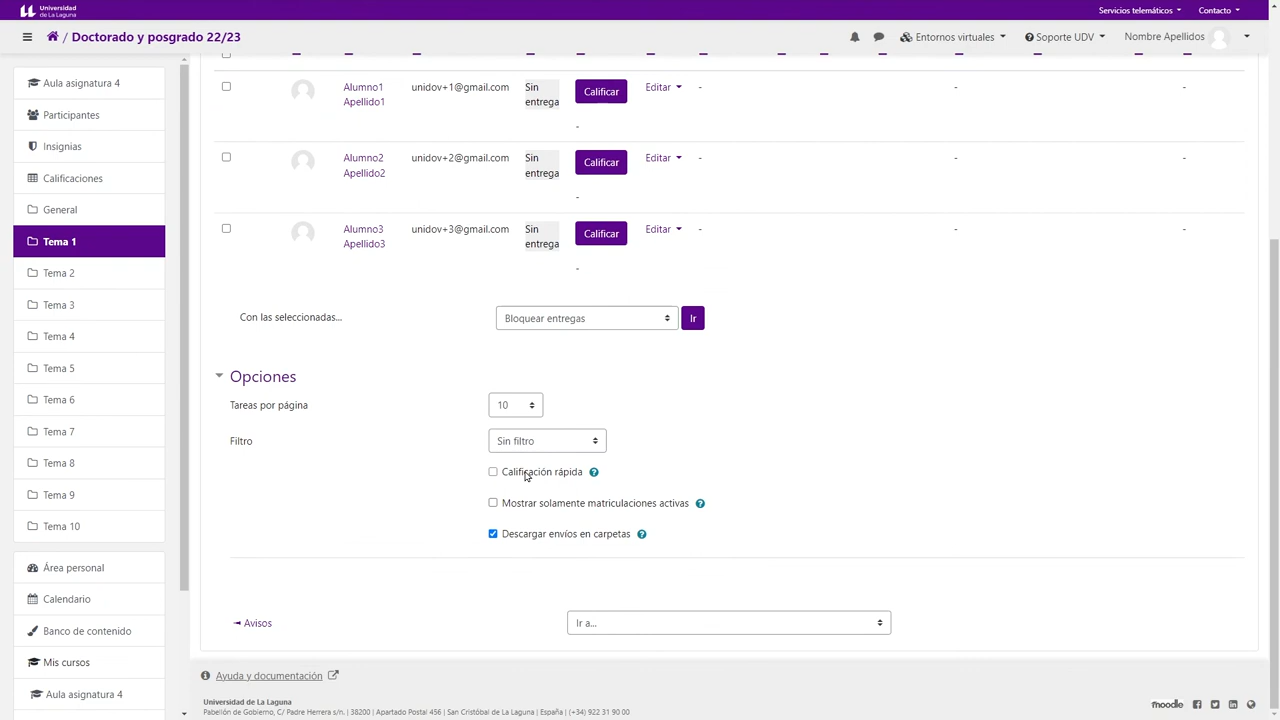 Universidad
de La Laguna
Servicios telemáticos
Contacto
/ Doctorado y posgrado 22/23
Entornos virtuales
Soporte UDV
Nombre Apellidos
Aula asignatura 4
Participantes
Insignias
Calificaciones
General
Tema 1
Tema 2
Tema 3
Tema 4
Tema 5
Tema 6
Tema 7
Tema 8
Tema 9
Tema 10
Área personal
Calendario
Banco de contenido
Mis cursos
Aula asignatura 4
Alumno1
Apellido1
unidov+1@gmail.com
Sin
entrega
Calificar
-
Editar
-
-
-
Alumno2
Apellido2
unidov+2@gmail.com
Sin
entrega
Calificar
-
Editar
-
-
-
Alumno3
Apellido3
unidov+3@gmail.com
Sin
entrega
Calificar
-
Editar
-
-
-
Con las seleccionadas...
Bloquear entregas
Ir
Opciones
Tareas por página
10
Filtro
Sin filtro
Calificación rápida
Mostrar solamente matriculaciones activas
Descargar envíos en carpetas
◄ Avisos
Ir a...
Ayuda y documentación
Universidad de La Laguna
Pabellón de Gobierno, C/ Padre Herrera s/n. | 38200 | Apartado Postal 456 | San Cristóbal de La Laguna | España | (+34) 922 31 90 00
moodle